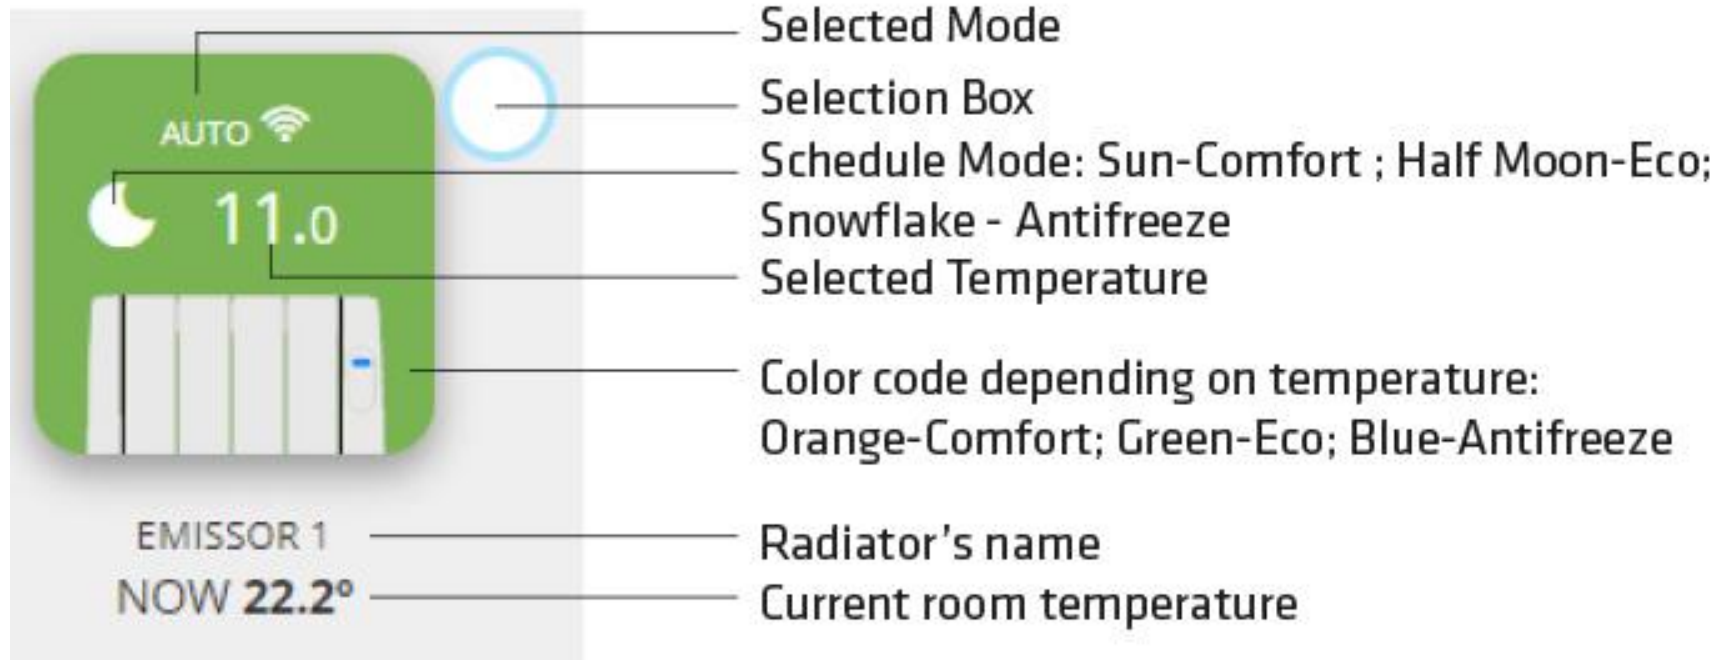 Selected Mode
Selection Box
AUTO
Schedule Mode: Sun-Comfort ; Half Moon-Eco;
11.0
Snowflake - Antifreeze
Selected Temperature
Color code depending on temperature:
Orange-Comfort; Green-Eco; Blue-Antifreeze
EMISSOR 1
Radiator’s name
NOW 22.2º
Current room temperature